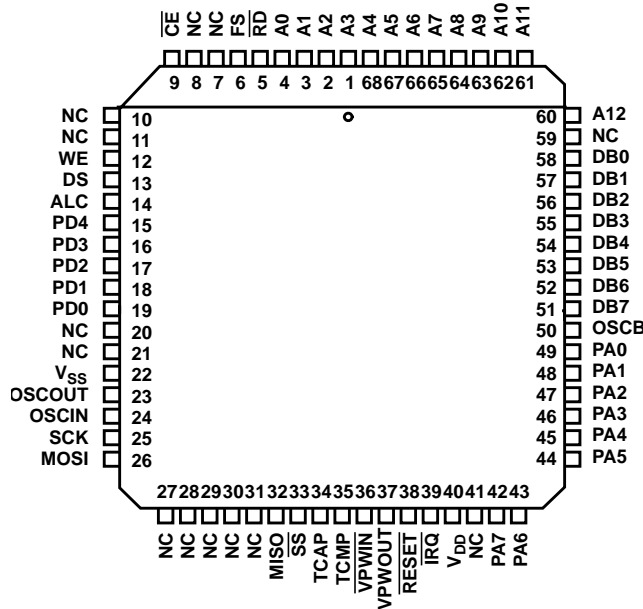 CE NC NC FS RD A0 A1 A2 A3 A4 A5 A6 A7 A8 A9 A10 A11
9 8 7 6 5 4 3 2 1 68 67 66 65 64 63 62 61
NC 10 60 A12
NC 11 59 NC
WE 12 58 DB0
DS 13 57 DB1
ALC 14 56 DB2
PD4 15 55 DB3
PD3 16 54 DB4
PD2 17 53 DB5
PD1 18 52 DB6
PD0 19 51 DB7
NC 20 50 OSCB
NC 21 49 PA0
VSS 22 48 PA1
OSCOUT 23 47 PA2
OSCIN 24 46 PA3
SCK 25 45 PA4
MOSI 26 44 PA5
27 28 29 30 31 32 33 34 35 36 37 38 39 40 41 42 43
NC NC NC NC NC MISO SS TCAP TCMP VPWIN VPWOUT RESET IRQ VDD NC PA7 PA6